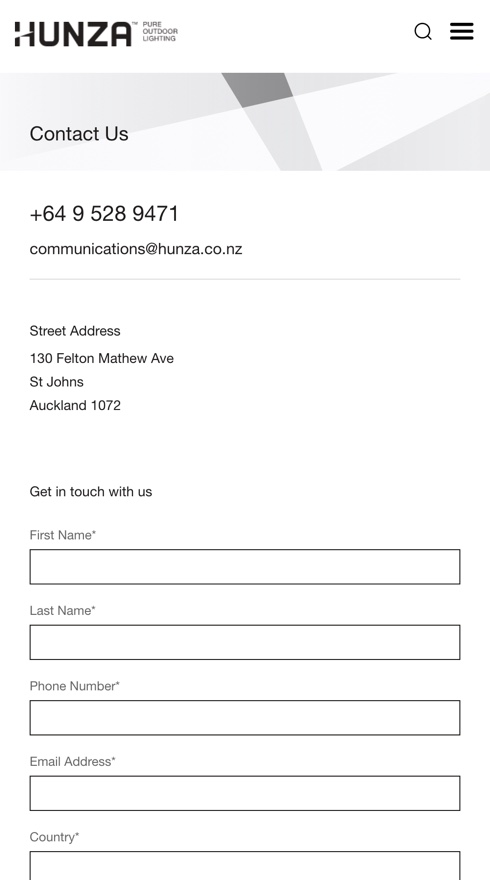 HUNZA™ PURE
OUTDOOR
LIGHTING
Contact Us
+64 9 528 9471
communications@hunza.co.nz
Street Address
130 Felton Mathew Ave
St Johns
Auckland 1072
Get in touch with us
First Name*
Last Name*
Phone Number*
Email Address*
Country*